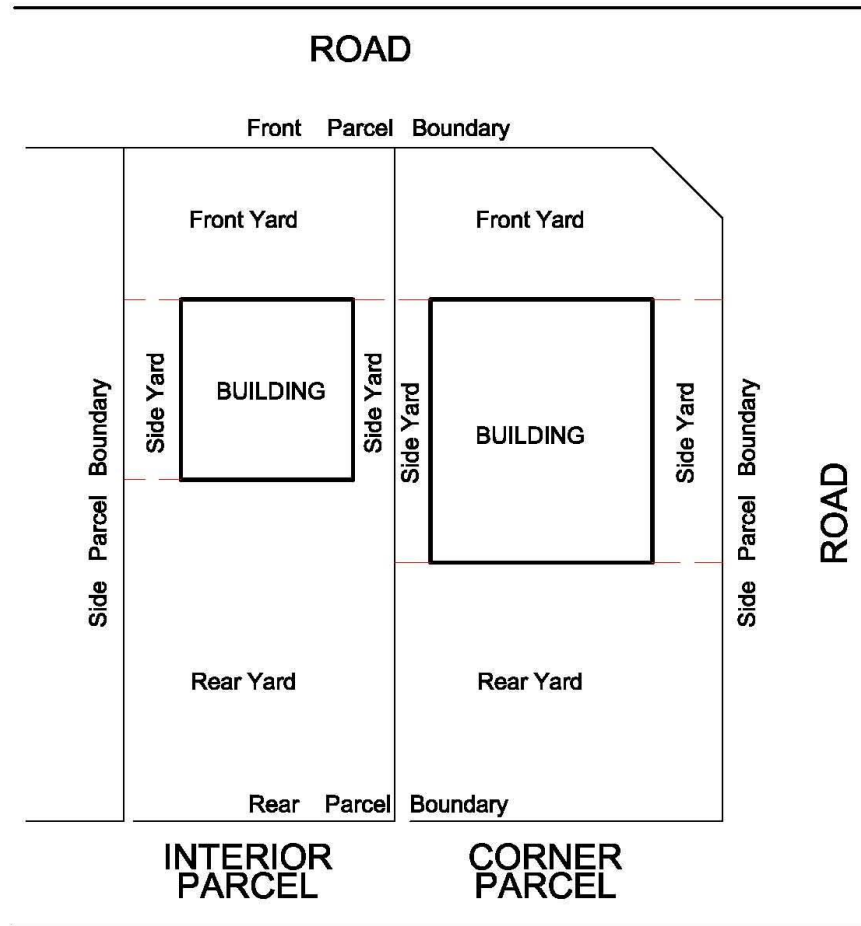 ROAD
Front Parcel Boundary
Front Yard
Front Yard
Side Parcel Boundary
Side Yard
BUILDING
Side Yard
Side Yard
BUILDING
Side Yard
Side Parcel Boundary
ROAD
Rear Yard
Rear Yard
Rear Parcel Boundary
INTERIOR
PARCEL
CORNER
PARCEL